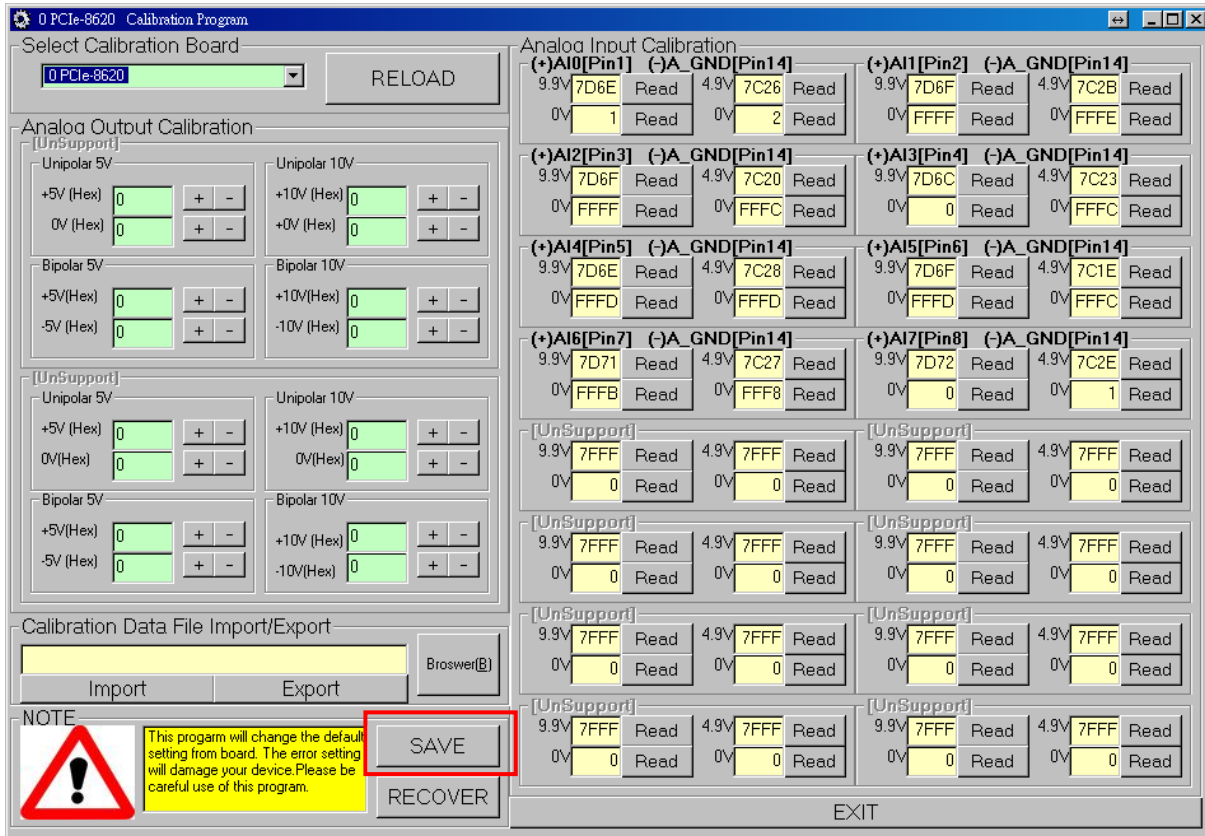 0 PCIe-8620 Calibration Program
Select Calibration Board
0 PCIe-8620
RELOAD
Analog Output Calibration
[UnSupport]
Unipolar 5V
+5V (Hex) 0 + -
0V (Hex) 0 + -
Unipolar 10V
+10V (Hex) 0 + -
+0V (Hex) 0 + -
Bipolar 5V
+5V(Hex) 0 + -
-5V (Hex) 0 + -
Bipolar 10V
+10V(Hex) 0 + -
-10V (Hex) 0 + -
[UnSupport]
Unipolar 5V
+5V (Hex) 0 + -
0V(Hex) 0 + -
Unipolar 10V
+10V (Hex) 0 + -
0V(Hex) 0 + -
Bipolar 5V
+5V(Hex) 0 + -
-5V (Hex) 0 + -
Bipolar 10V
+10V (Hex) 0 + -
-10V(Hex) 0 + -
Calibration Data File Import/Export
Broswer(B)
Import Export
NOTE
This progarm will change the default
setting from board. The error setting
will damage your device.Please be
careful use of this program.
SAVE
RECOVER
Analog Input Calibration
(+)AI0[Pin1] (-)A_GND[Pin14]
9.9V 7D6E Read 4.9V 7C26 Read
0V 1 Read 0V 2 Read
(+)AI1[Pin2] (-)A_GND[Pin14]
9.9V 7D6F Read 4.9V 7C2B Read
0V FFFF Read 0V FFFE Read
(+)AI2[Pin3] (-)A_GND[Pin14]
9.9V 7D6F Read 4.9V 7C20 Read
0V FFFF Read 0V FFFC Read
(+)AI3[Pin4] (-)A_GND[Pin14]
9.9V 7D6C Read 4.9V 7C23 Read
0V 0 Read 0V FFFC Read
(+)AI4[Pin5] (-)A_GND[Pin14]
9.9V 7D6E Read 4.9V 7C28 Read
0V FFFD Read 0V FFFD Read
(+)AI5[Pin6] (-)A_GND[Pin14]
9.9V 7D6F Read 4.9V 7C1E Read
0V FFFD Read 0V FFFC Read
(+)AI6[Pin7] (-)A_GND[Pin14]
9.9V 7D71 Read 4.9V 7C27 Read
0V FFFB Read 0V FFF8 Read
(+)AI7[Pin8] (-)A_GND[Pin14]
9.9V 7D72 Read 4.9V 7C2E Read
0V 0 Read 0V 1 Read
[UnSupport]
9.9V 7FFF Read 4.9V 7FFF Read
0V 0 Read 0V 0 Read
[UnSupport]
9.9V 7FFF Read 4.9V 7FFF Read
0V 0 Read 0V 0 Read
[UnSupport]
9.9V 7FFF Read 4.9V 7FFF Read
0V 0 Read 0V 0 Read
[UnSupport]
9.9V 7FFF Read 4.9V 7FFF Read
0V 0 Read 0V 0 Read
[UnSupport]
9.9V 7FFF Read 4.9V 7FFF Read
0V 0 Read 0V 0 Read
[UnSupport]
9.9V 7FFF Read 4.9V 7FFF Read
0V 0 Read 0V 0 Read
[UnSupport]
9.9V 7FFF Read 4.9V 7FFF Read
0V 0 Read 0V 0 Read
[UnSupport]
9.9V 7FFF Read 4.9V 7FFF Read
0V 0 Read 0V 0 Read
EXIT